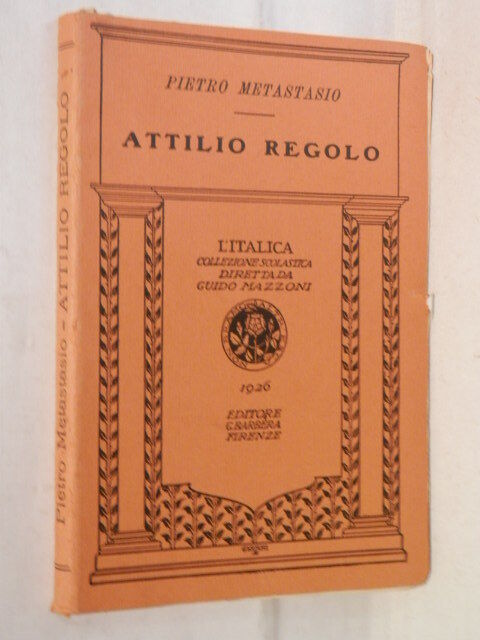 PIETRO METASTASIO
ATTILIO REGOLO
L'ITALICA
COLLEZIONE SCOLASTICA
DIRETTA DA
GUIDO MAZZONI
1926
EDITORE
G. BARBÈRA
FIRENZE
Pietro Metastasio - ATTILIO REGOLO